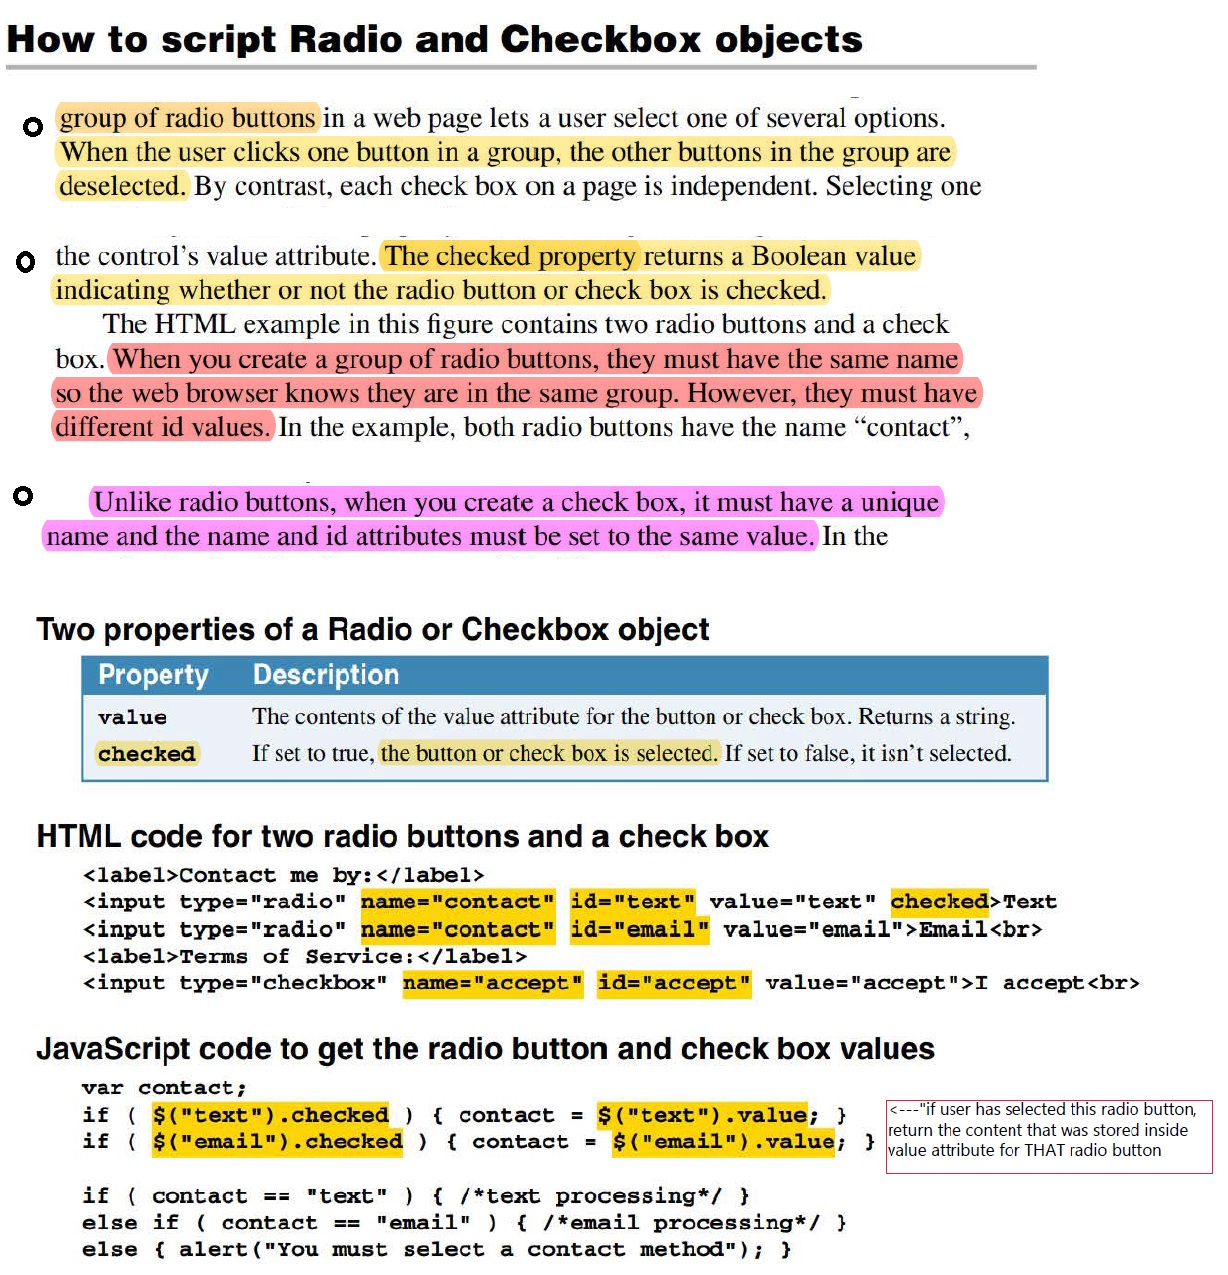 How to script Radio and Checkbox objects
group of radio buttons in a web page lets a user select one of several options.
When the user clicks one button in a group, the other buttons in the group are
deselected. By contrast, each check box on a page is independent. Selecting one
the control's value attribute. The checked property returns a Boolean value
indicating whether or not the radio button or check box is checked.
The HTML example in this figure contains two radio buttons and a check
box. When you create a group of radio buttons, they must have the same name
so the web browser knows they are in the same group. However, they must have
different id values. In the example, both radio buttons have the name “contact”,
Unlike radio buttons, when you create a check box, it must have a unique
name and the name and id attributes must be set to the same value. In the
Two properties of a Radio or Checkbox object
Property Description
value The contents of the value attribute for the button or check box. Returns a string.
checked If set to true, the button or check box is selected. If set to false, it isn't selected.
HTML code for two radio buttons and a check box
<label>Contact me by:</label>
<input type="radio" name="contact" id="text" value="text" checked>Text
<input type="radio" name="contact" id="email" value="email">Email<br>
<label>Terms of Service:</label>
<input type="checkbox" name="accept" id="accept" value="accept">I accept<br>
JavaScript code to get the radio button and check box values
var contact;
if ( $("text").checked ) { contact = $("text").value; }
if ( $("email").checked ) { contact = $("email").value; }
<---"if user has selected this radio button,
return the content that was stored inside
value attribute for THAT radio button
if ( contact == "text" ) { /*text processing*/ }
else if ( contact == "email" ) { /*email processing*/ }
else { alert("You must select a contact method"); }